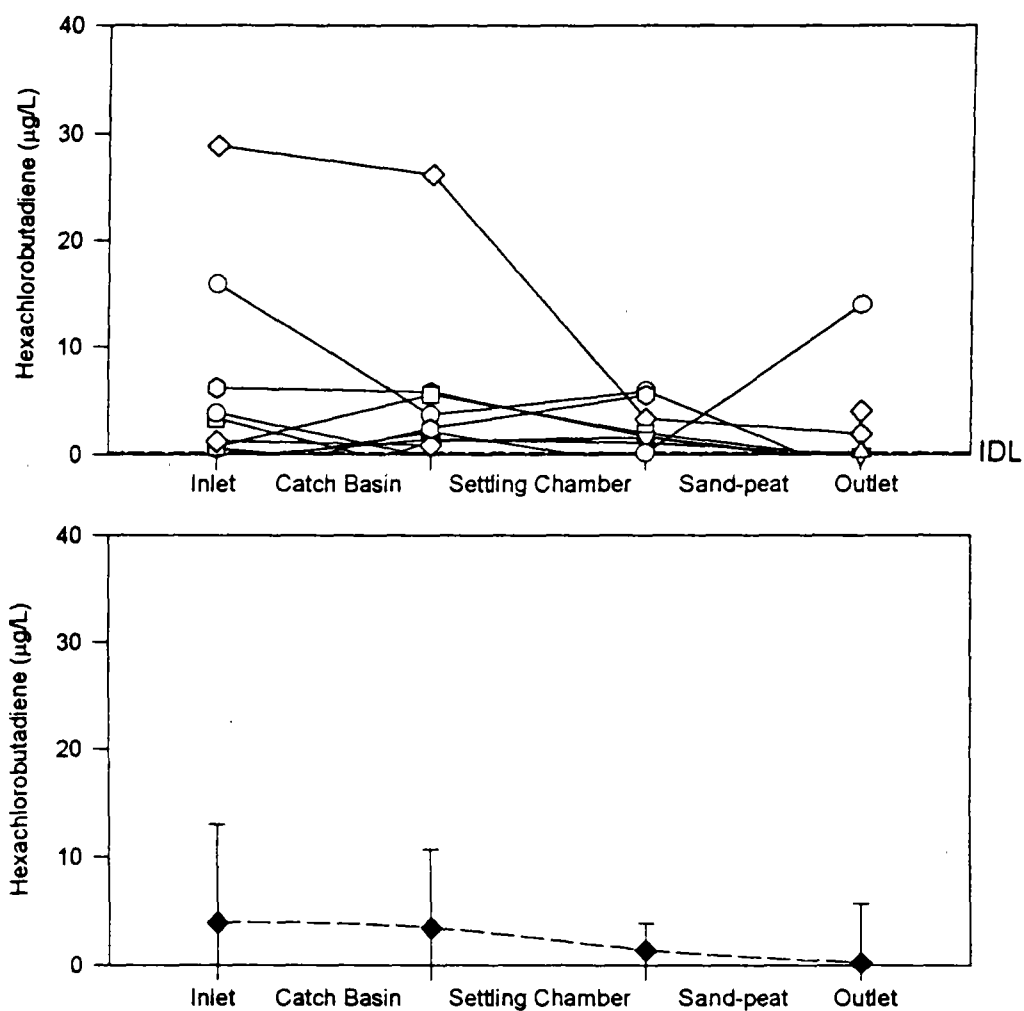 40
30
20
10
0
Hexachlorobutadiene (µg/L)
IDL
Inlet Catch Basin Settling Chamber Sand-peat Outlet
40
30
20
10
0
Hexachlorobutadiene (µg/L)
Inlet Catch Basin Settling Chamber Sand-peat Outlet